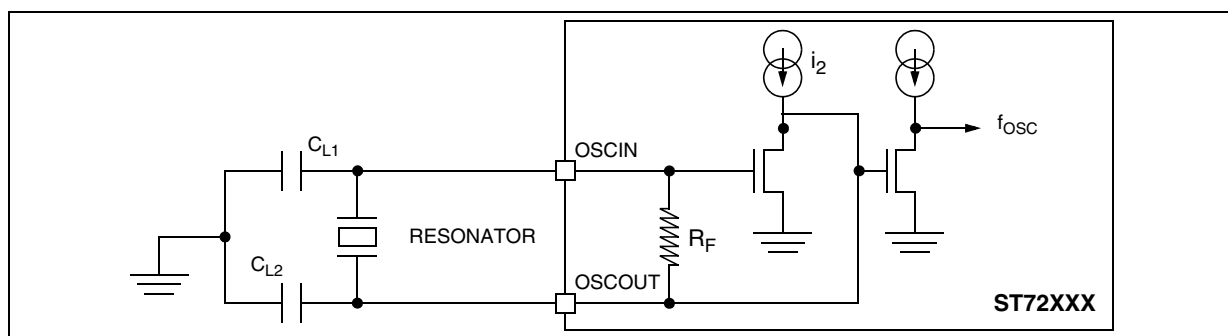 i2
fOSC
CL1
OSCIN
RESONATOR
RF
CL2
OSCOUT
ST72XXX